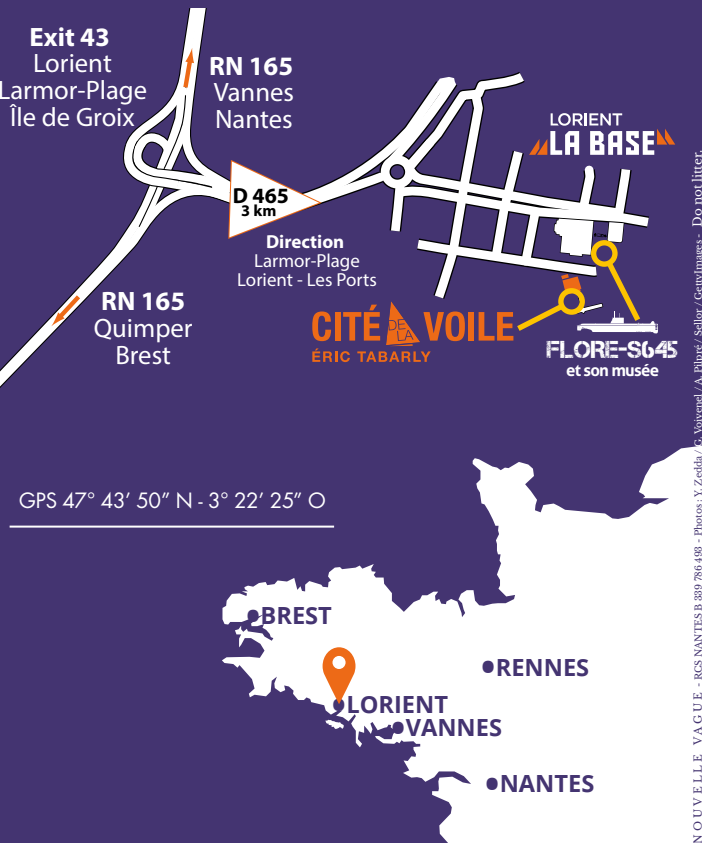 Exit 43
Lorient
Larmor-Plage
Île de Groix
RN 165
Vannes
Nantes
LORIENT
LA BASE
D 465
3 km
Direction
Larmor-Plage
Lorient - Les Ports
RN 165
Quimper
Brest
CITÉ DE LA VOILE
ÉRIC TABARLY
FLORE-S645
et son musée
GPS 47° 43’ 50” N - 3° 22’ 25” O
BREST
RENNES
LORIENT
VANNES
NANTES
NOUVELLE VAGUE - RCS NANTES B 339 786 493 - Photos : Y. Zedda / G. Voivenel / A. Pilpré / Sellor / GettyImages - Do not litter.